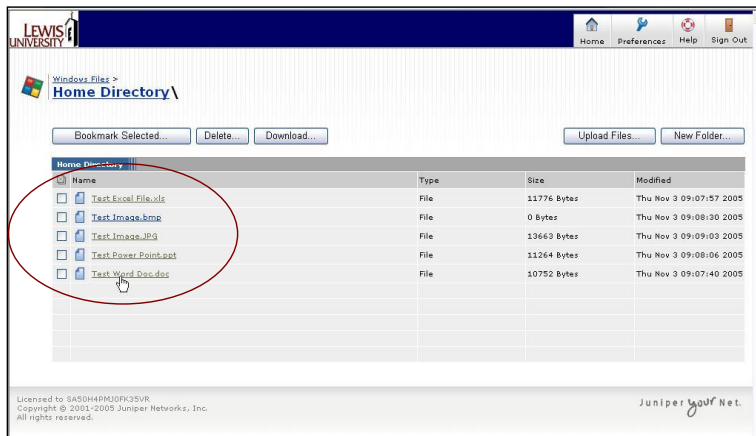 LEWIS
UNIVERSITY
Home Preferences Help Sign Out
Windows Files >
Home Directory\
Bookmark Selected... Delete... Download... Upload Files... New Folder...
Home Directory
Name Type Size Modified
Test Excel File.xls File 11776 Bytes Thu Nov 3 09:07:57 2005
Test Image.bmp File 0 Bytes Thu Nov 3 09:08:30 2005
Test Image.JPG File 13663 Bytes Thu Nov 3 09:09:03 2005
Test Power Point.ppt File 11264 Bytes Thu Nov 3 09:08:06 2005
Test Word Doc.doc File 10752 Bytes Thu Nov 3 09:07:40 2005
Licensed to SA50H4PMJ0FK35VR
Copyright © 2001-2005 Juniper Networks, Inc.
All rights reserved.
Juniper your Net.